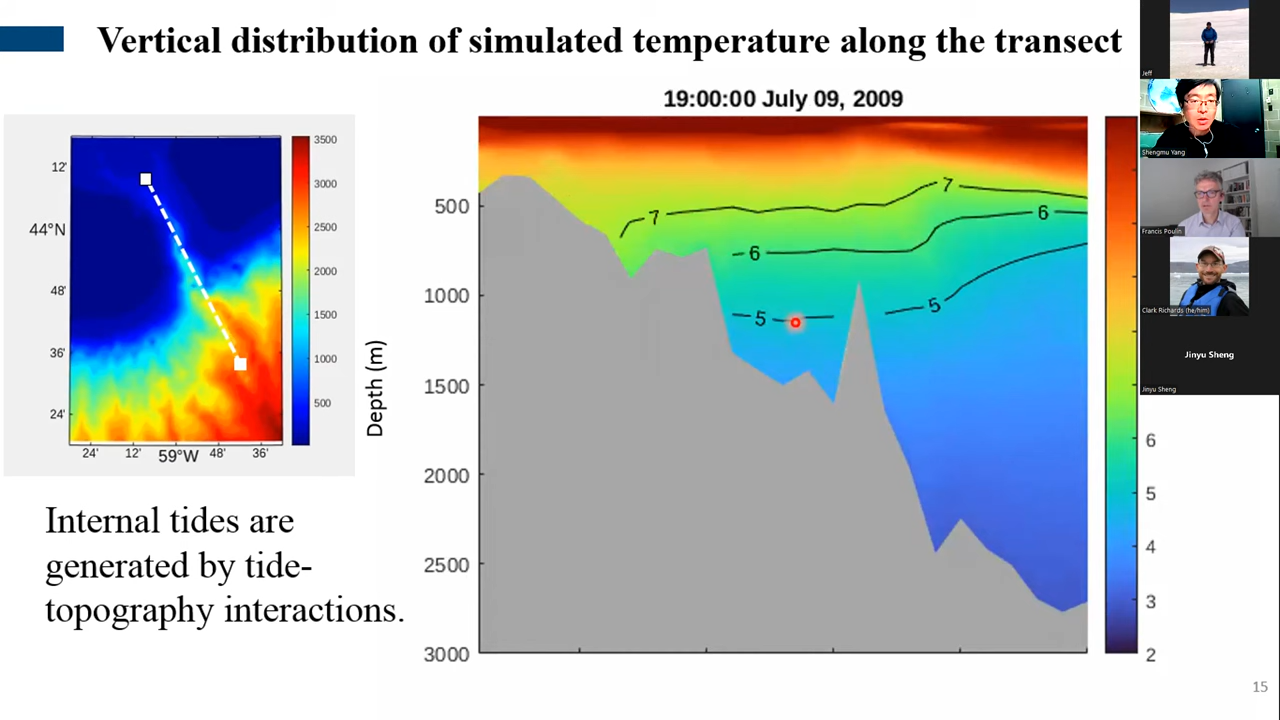 Vertical distribution of simulated temperature along the transect
19:00:00 July 09, 2009
12'
44°N
48'
36'
24'
24'
12'
59°W
48'
36'
3500
3000
2500
2000
1500
1000
500
Depth (m)
500
1000
1500
2000
2500
3000
7
7
6
6
5
5
6
5
4
3
2
Internal tides are
generated by tide-
topography interactions.
15
Jeff
Shengmu Yang
Francis Poulin
Clark Richards (he/him)
Jinyu Sheng
Jinyu Sheng